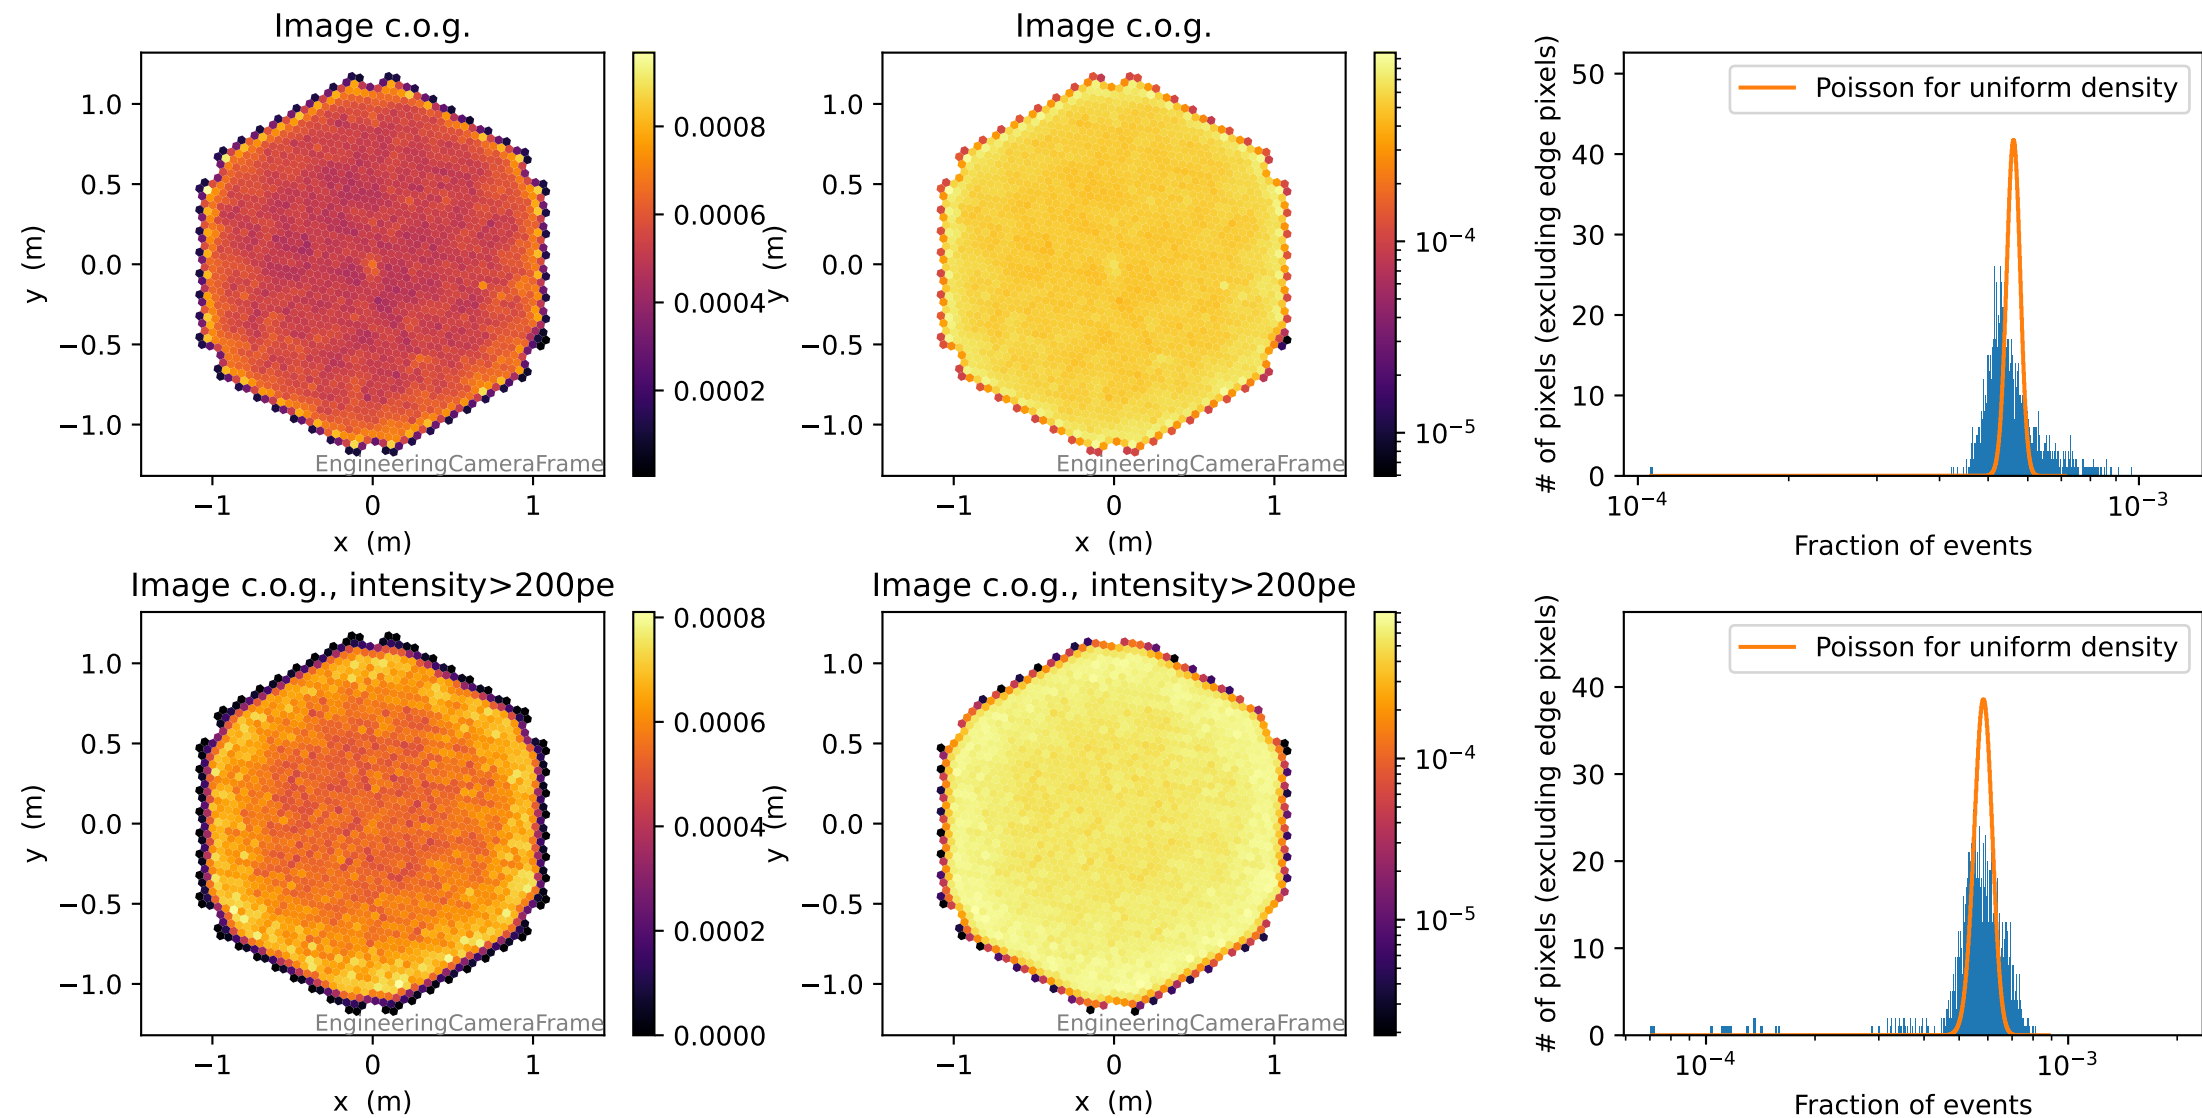 Image c.o.g.
1.0
0.5
0.0
−0.5
−1.0
y (m)
−1
0
1
x (m)
EngineeringCameraFrame
0.0008
0.0006
0.0004
0.0002
Image c.o.g.
1.0
0.5
0.0
−0.5
−1.0
y (m)
−1
0
1
x (m)
EngineeringCameraFrame
10⁻⁴
10⁻⁵
Poisson for uniform density
50
40
30
20
10
0
# of pixels (excluding edge pixels)
10⁻⁴
10⁻³
Fraction of events
Image c.o.g., intensity>200pe
1.0
0.5
0.0
−0.5
−1.0
y (m)
−1
0
1
x (m)
EngineeringCameraFrame
0.0008
0.0006
0.0004
0.0002
0.0000
Image c.o.g., intensity>200pe
1.0
0.5
0.0
−0.5
−1.0
y (m)
−1
0
1
x (m)
EngineeringCameraFrame
10⁻⁴
10⁻⁵
Poisson for uniform density
40
30
20
10
0
# of pixels (excluding edge pixels)
10⁻⁴
10⁻³
Fraction of events